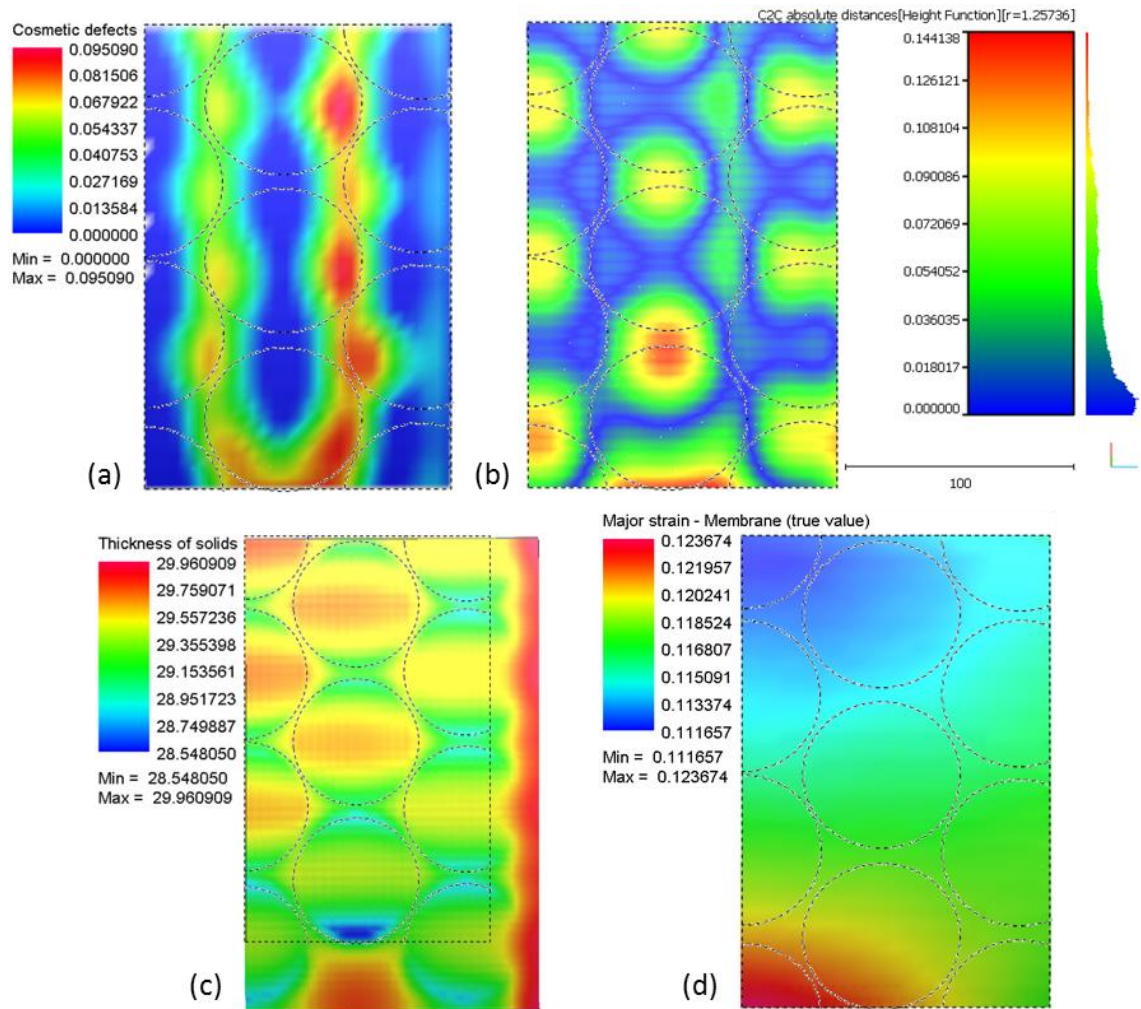 Cosmetic defects
0.095090
0.081506
0.067922
0.054337
0.040753
0.027169
0.013584
0.000000
Min = 0.000000
Max = 0.095090
(a)
C2C absolute distances[Height Function][r=1.25736]
0.144138
0.126121
0.108104
0.090086
0.072069
0.054052
0.036035
0.018017
0.000000
100
(b)
Thickness of solids
29.960909
29.759071
29.557236
29.355398
29.153561
28.951723
28.749887
28.548050
Min = 28.548050
Max = 29.960909
(c)
Major strain - Membrane (true value)
0.123674
0.121957
0.120241
0.118524
0.116807
0.115091
0.113374
0.111657
Min = 0.111657
Max = 0.123674
(d)